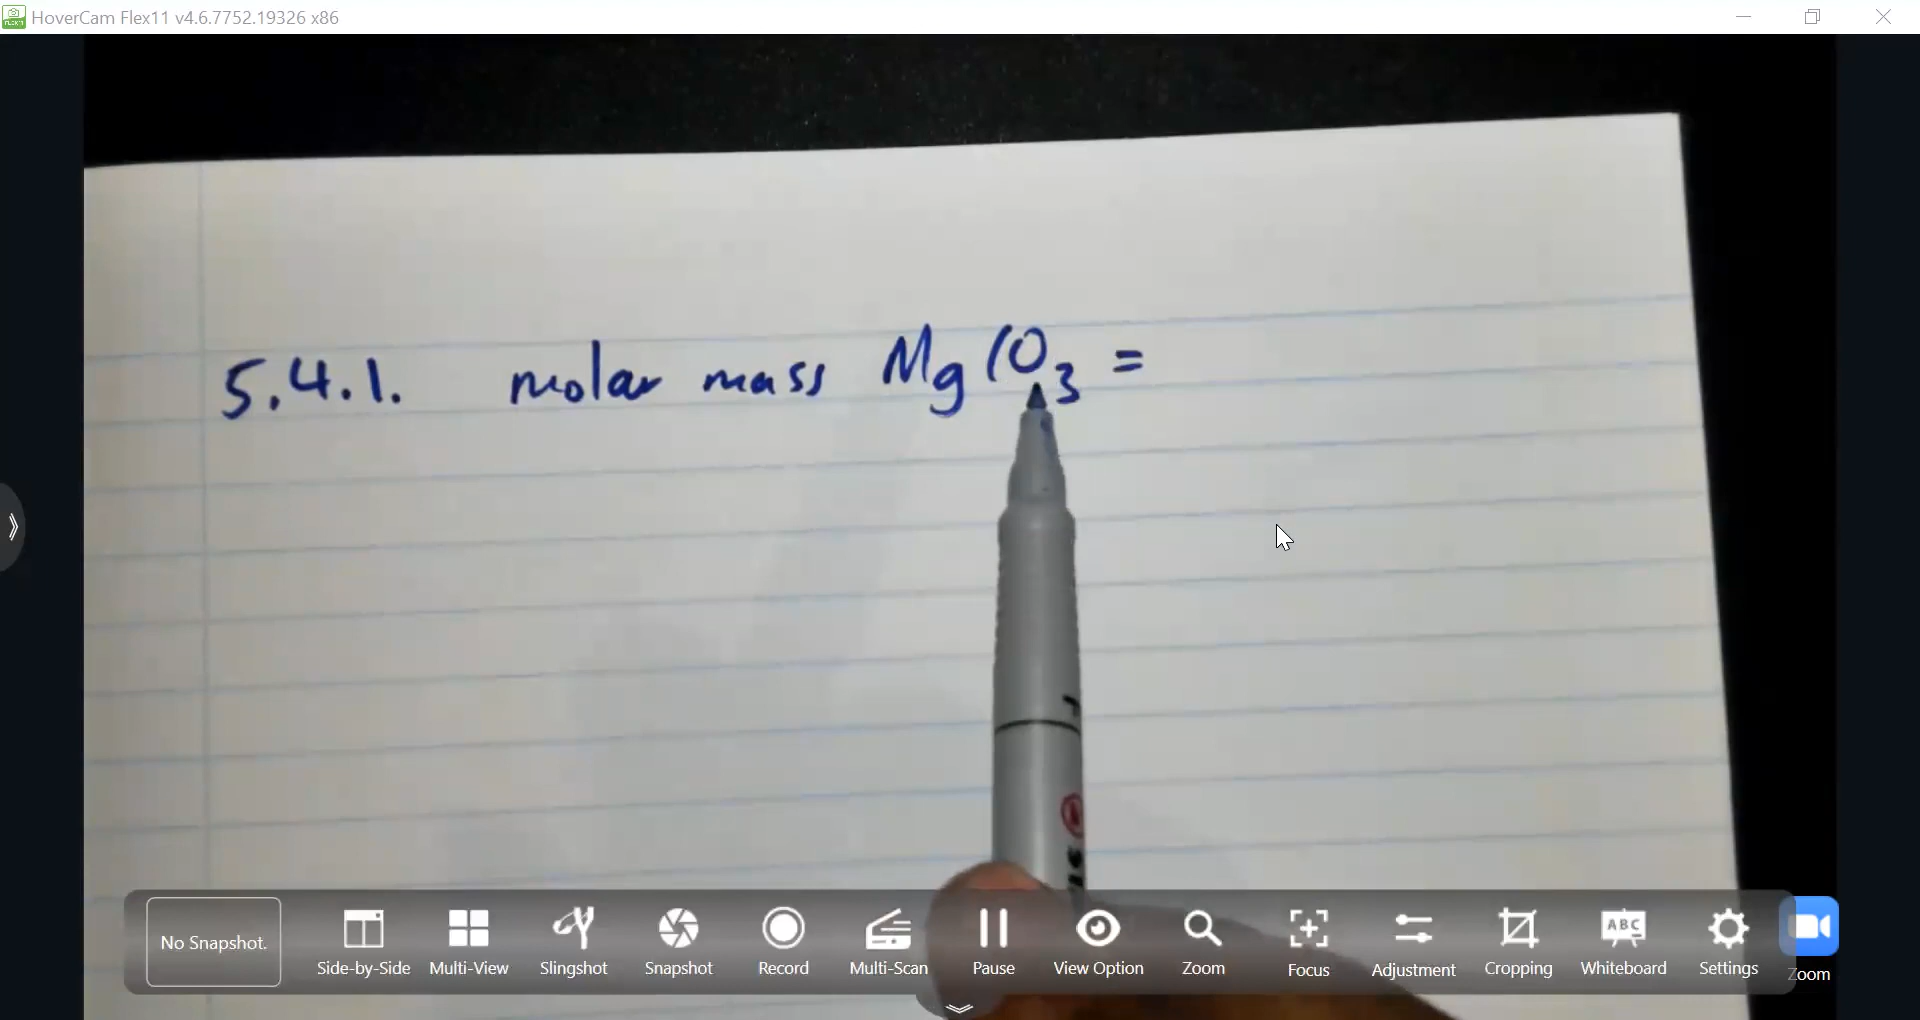 HoverCam Flex11 v4.6.7752.19326 x86
5.4.1. molar mass MgCO₃ =
No Snapshot.
Side-by-Side Multi-View Slingshot Snapshot Record Multi-Scan Pause View Option Zoom Focus Adjustment Cropping Whiteboard Settings Zoom